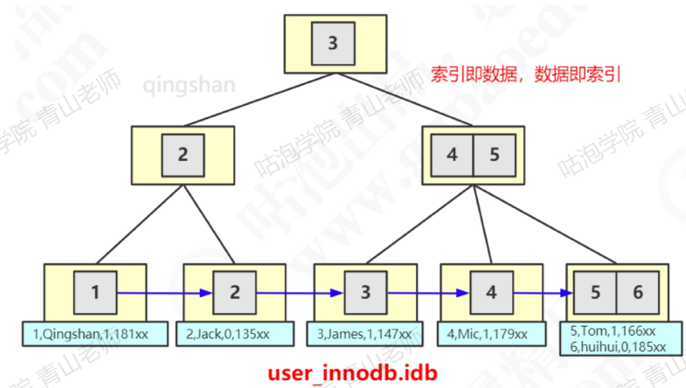 3
qingshan
索引即数据，数据即索引
咕泡学院 青山老师
咕泡学院 青山老师
咕泡学院 青山老师
2
4 5
1
2
3
4
5 6
1,Qingshan,1,181xx
2,Jack,0,135xx
3,James,1,147xx
4,Mic,1,179xx
5,Tom,1,166xx
6,huihui,0,185xx
user_innodb.idb